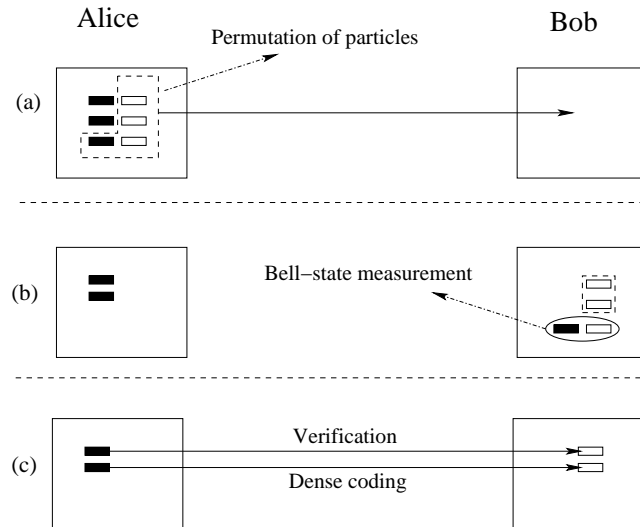 Alice
Bob
Permutation of particles
(a)
Bell−state measurement
(b)
Verification
(c)
Dense coding